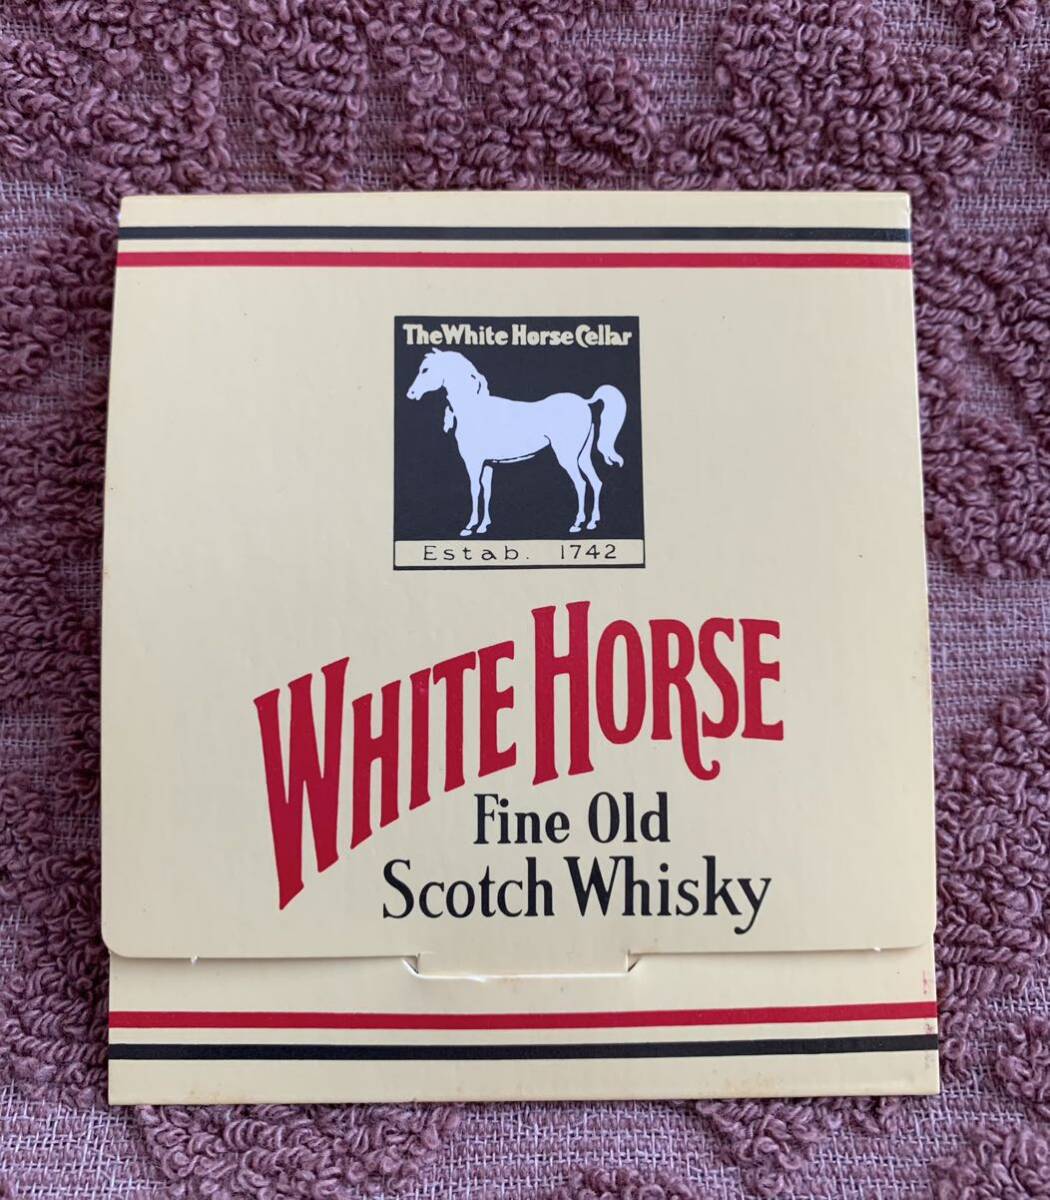 The White Horse Cellar
Estab. 1742
WHITE HORSE
Fine Old
Scotch Whisky